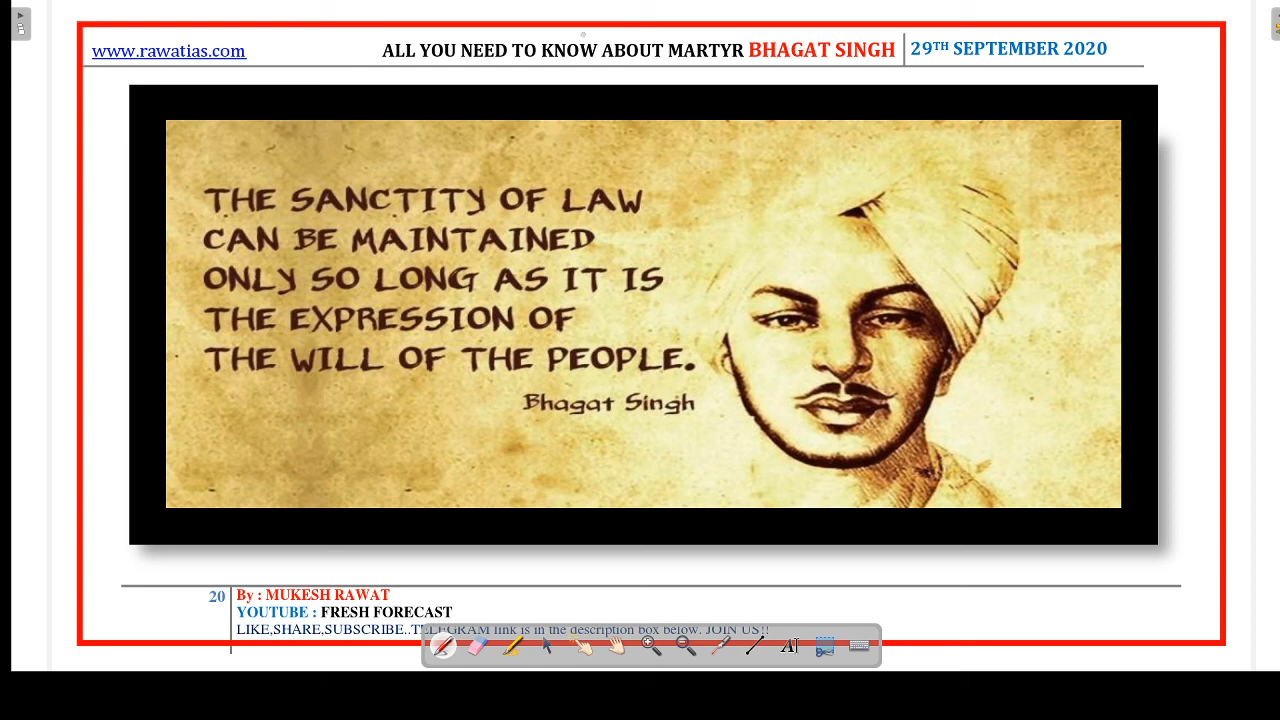 www.rawatias.com ALL YOU NEED TO KNOW ABOUT MARTYR BHAGAT SINGH 29TH SEPTEMBER 2020
THE SANCTITY OF LAW
CAN BE MAINTAINED
ONLY SO LONG AS IT IS
THE EXPRESSION OF
THE WILL OF THE PEOPLE.
Bhagat Singh
20 By : MUKESH RAWAT
YOUTUBE : FRESH FORECAST
LIKE,SHARE,SUBSCRIBE..TELEGRAM link is in the description box below. JOIN US!!
A